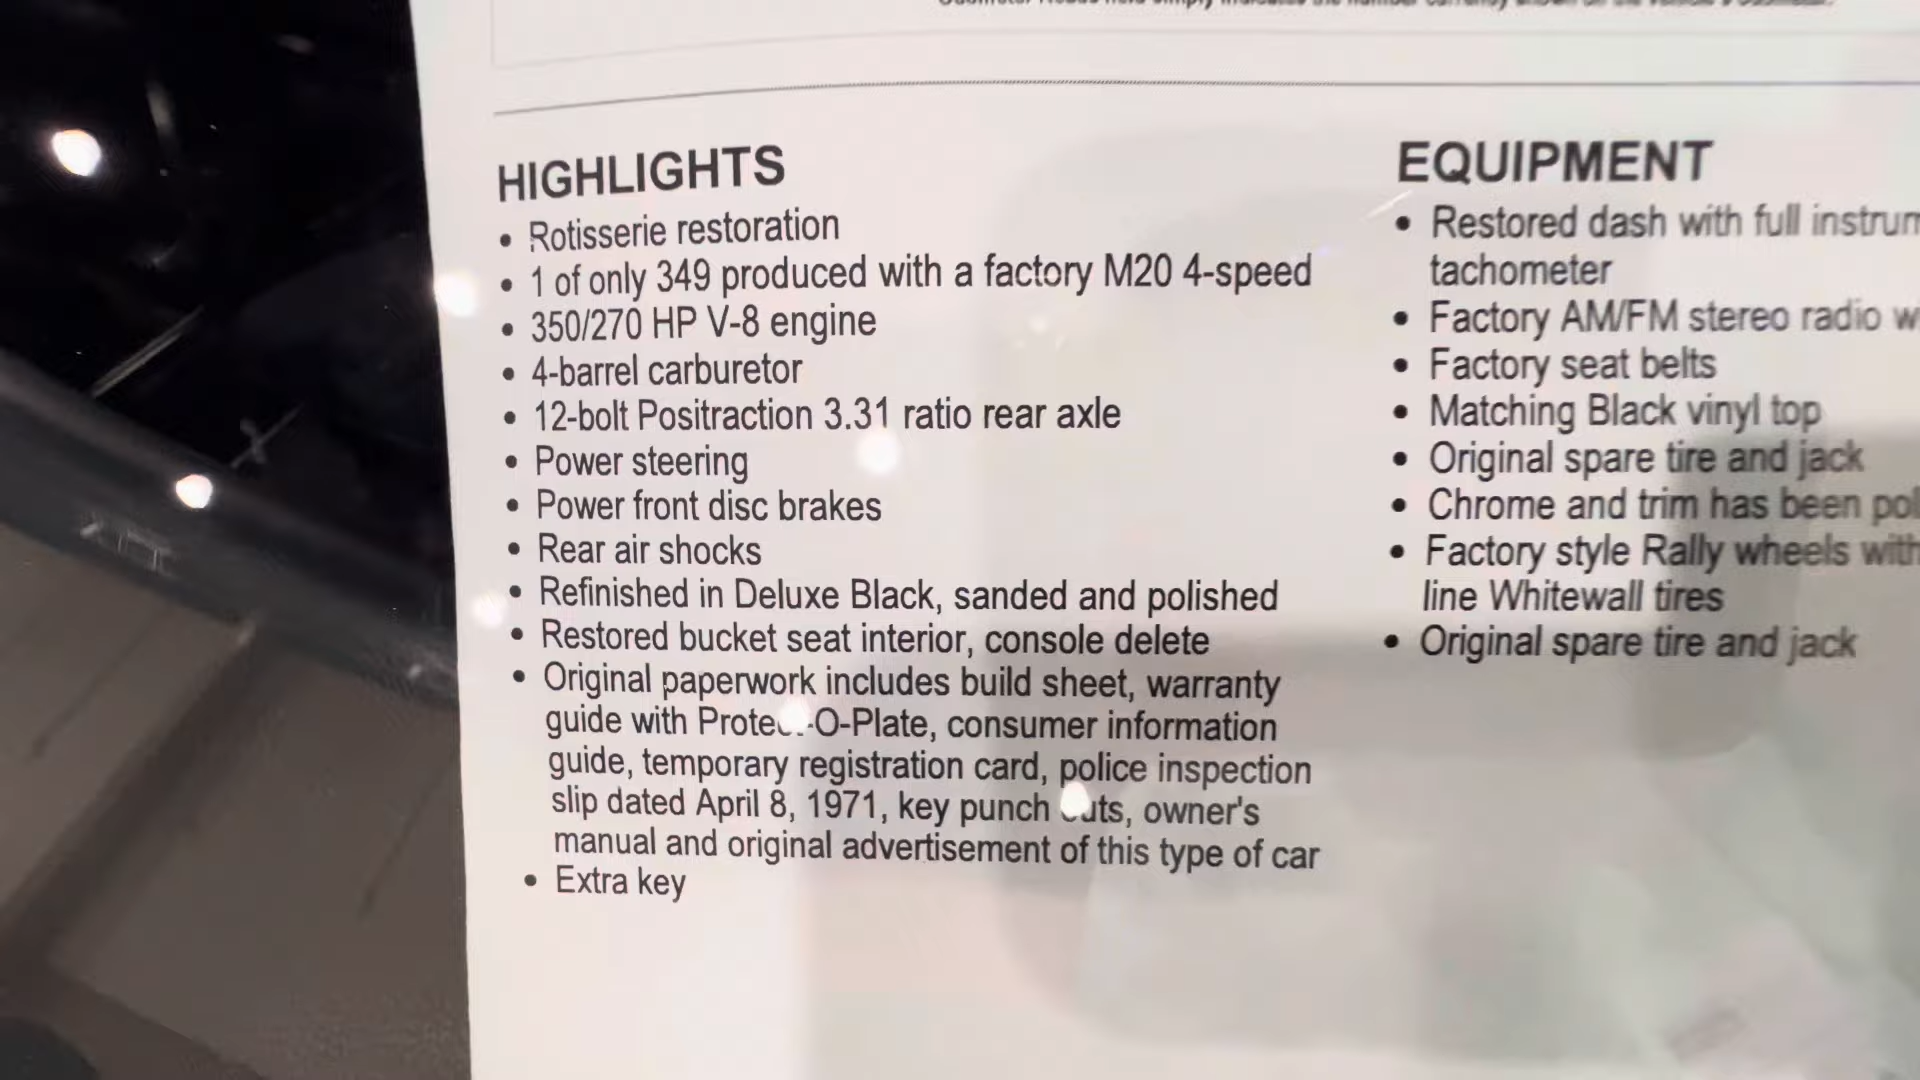 HIGHLIGHTS
• Rotisserie restoration
• 1 of only 349 produced with a factory M20 4-speed
• 350/270 HP V-8 engine
• 4-barrel carburetor
• 12-bolt Positraction 3.31 ratio rear axle
• Power steering
• Power front disc brakes
• Rear air shocks
• Refinished in Deluxe Black, sanded and polished
• Restored bucket seat interior, console delete
• Original paperwork includes build sheet, warranty
guide with Protect-O-Plate, consumer information
guide, temporary registration card, police inspection
slip dated April 8, 1971, key punch outs, owner's
manual and original advertisement of this type of car
• Extra key
EQUIPMENT
• Restored dash with full instrum
tachometer
• Factory AM/FM stereo radio w
• Factory seat belts
• Matching Black vinyl top
• Original spare tire and jack
• Chrome and trim has been pol
• Factory style Rally wheels with
line Whitewall tires
• Original spare tire and jack